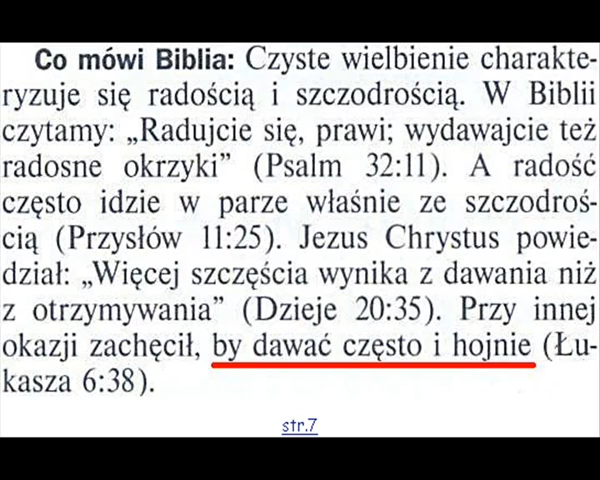 Co mówi Biblia: Czyste wielbienie charakte-
ryzuje się radością i szczodrością. W Biblii
czytamy: „Radujcie się, prawi; wydawajcie też
radosne okrzyki” (Psalm 32:11). A radość
często idzie w parze właśnie ze szczodroś-
cią (Przysłów 11:25). Jezus Chrystus powie-
dział: „Więcej szczęścia wynika z dawania niż
z otrzymywania” (Dzieje 20:35). Przy innej
okazji zachęcił, by dawać często i hojnie (Łu-
kasza 6:38).
str.7